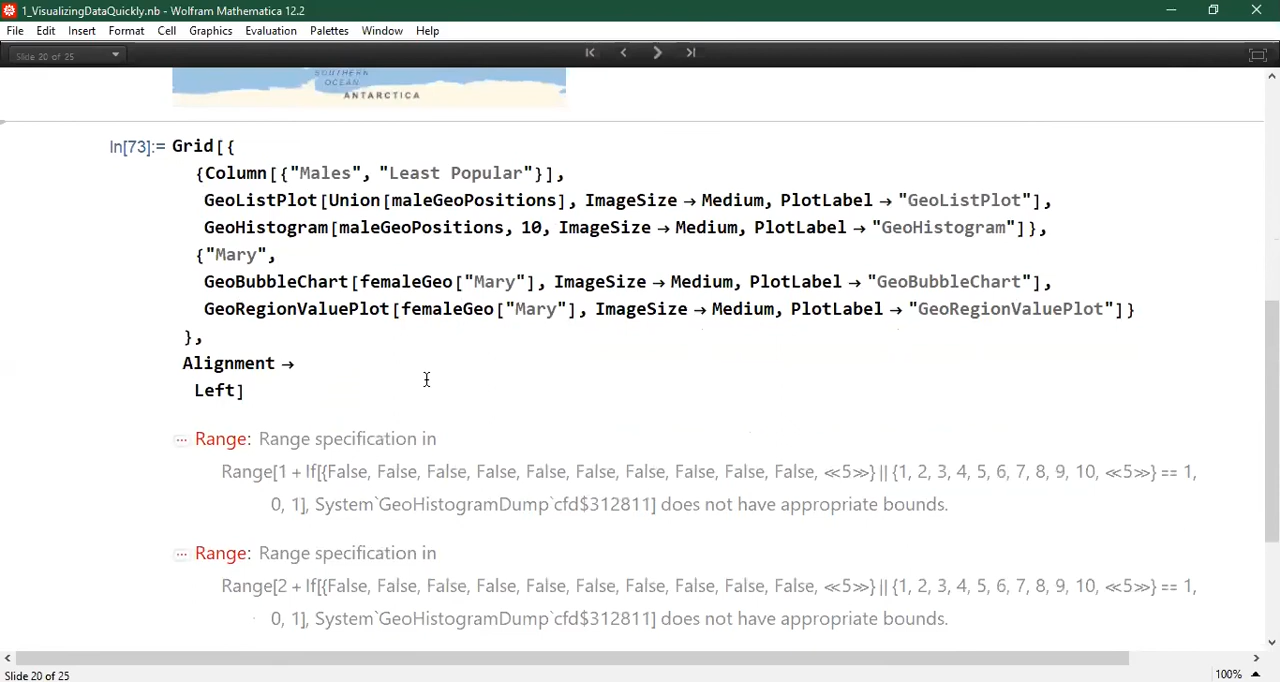 1_VisualizingDataQuickly.nb - Wolfram Mathematica 12.2
File Edit Insert Format Cell Graphics Evaluation Palettes Window Help
Slide 20 of 25
SOUTHERN
OCEAN
ANTARCTICA
In[73]:= Grid[{
{Column[{"Males", "Least Popular"}],
GeoListPlot[Union[maleGeoPositions], ImageSize → Medium, PlotLabel → "GeoListPlot"],
GeoHistogram[maleGeoPositions, 10, ImageSize → Medium, PlotLabel → "GeoHistogram"]},
{"Mary",
GeoBubbleChart[femaleGeo["Mary"], ImageSize → Medium, PlotLabel → "GeoBubbleChart"],
GeoRegionValuePlot[femaleGeo["Mary"], ImageSize → Medium, PlotLabel → "GeoRegionValuePlot"]}
},
Alignment →
Left]
Range: Range specification in
Range[1 + If[{False, False, False, False, False, False, False, False, False, False, ≪5≫} || {1, 2, 3, 4, 5, 6, 7, 8, 9, 10, ≪5≫} == 1,
0, 1], System`GeoHistogramDump`cfd$312811] does not have appropriate bounds.
Range: Range specification in
Range[2 + If[{False, False, False, False, False, False, False, False, False, False, ≪5≫} || {1, 2, 3, 4, 5, 6, 7, 8, 9, 10, ≪5≫} == 1,
0, 1], System`GeoHistogramDump`cfd$312811] does not have appropriate bounds.
Slide 20 of 25
100%